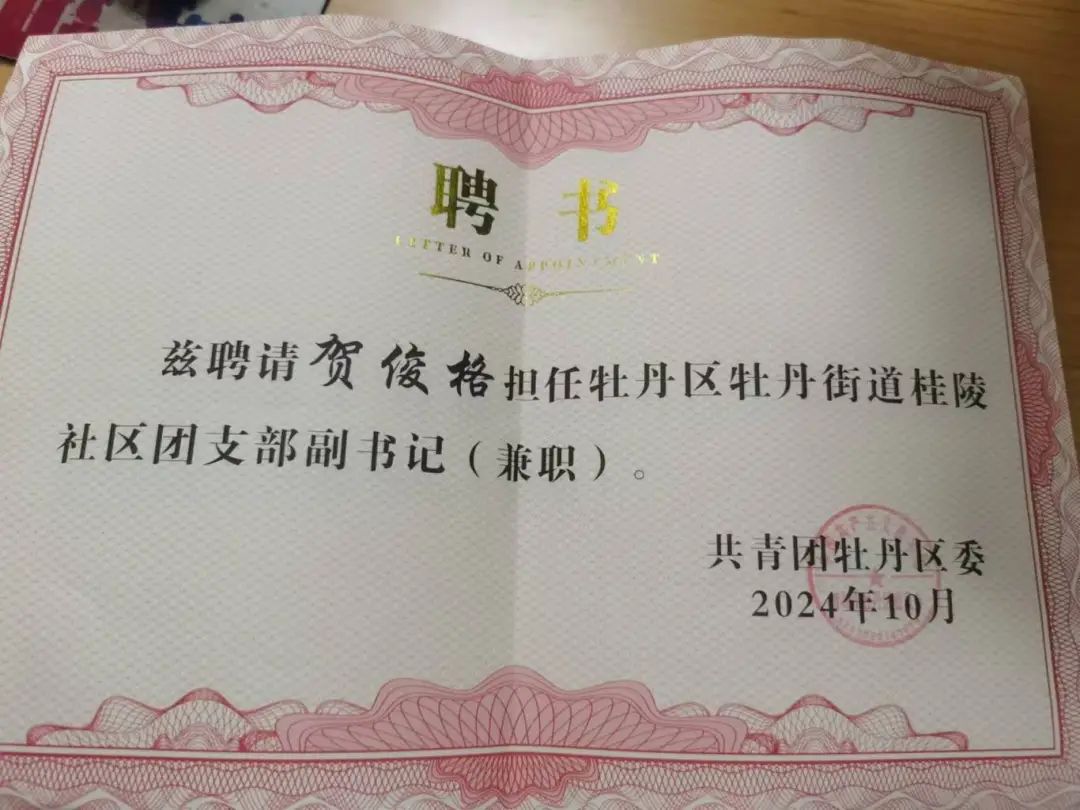 聘书
LETTER OF APPOINTMENT
兹聘请贺俊格担任牡丹区牡丹街道桂陵
社区团支部副书记（兼职）。
共青团牡丹区委
2024年10月